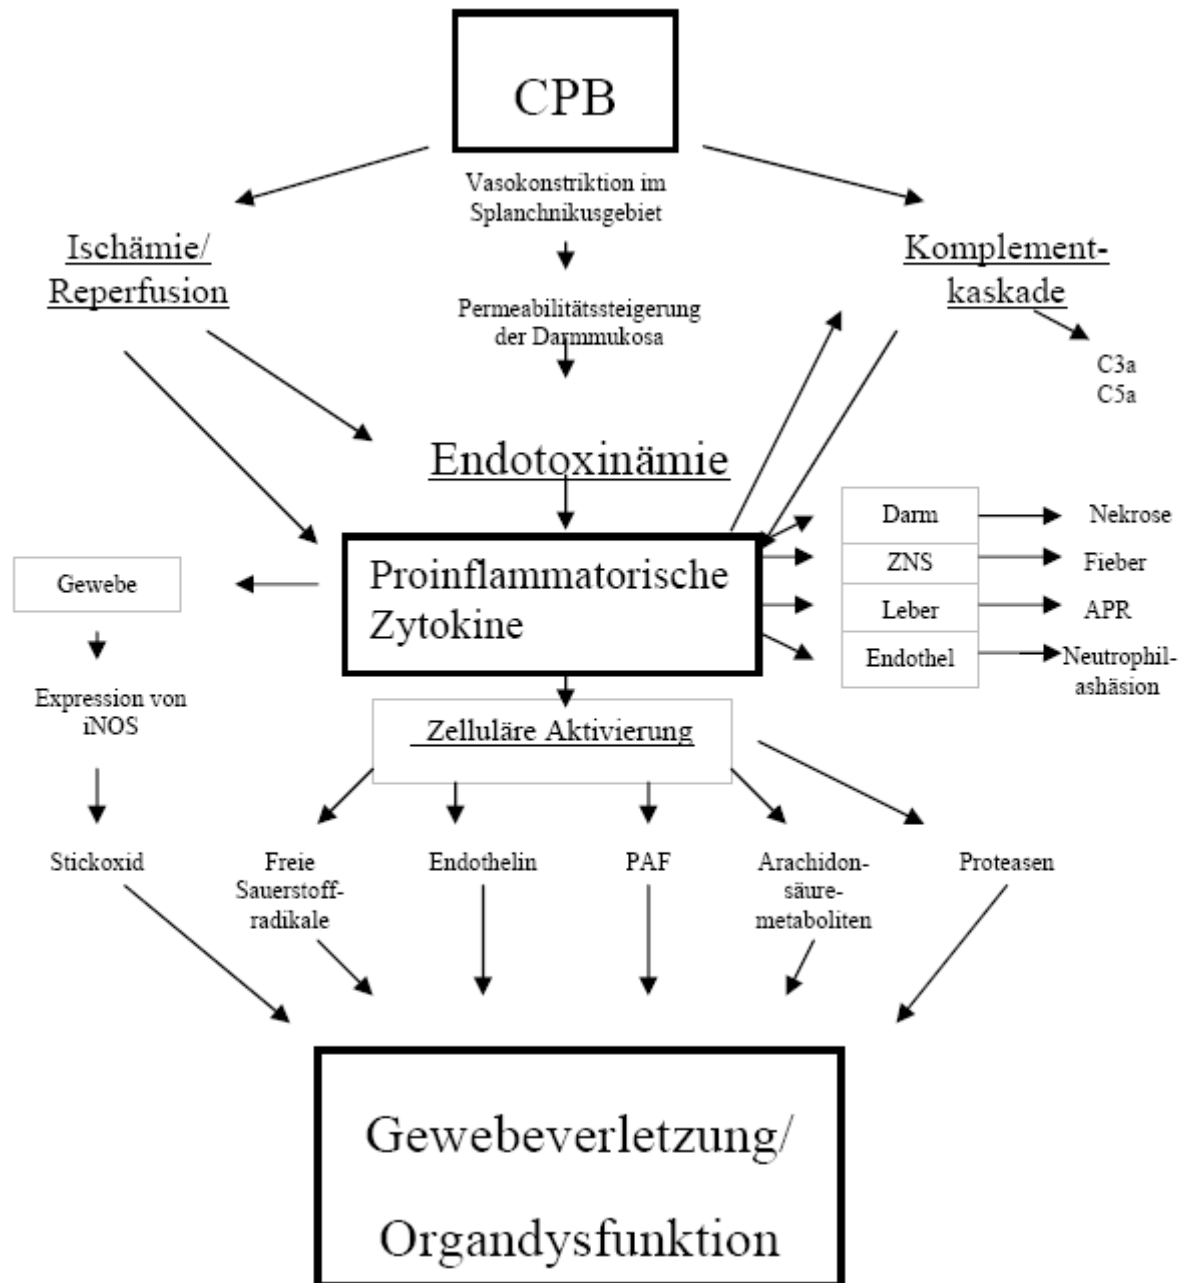 CPB
Vasokonstriktion im
Splanchnikusgebiet
Ischämie/
Reperfusion
Komplement-
kaskade
Permeabilitätssteigerung
der Darmmukosa
C3a
C5a
Endotoxinämie
Darm
Nekrose
Proinflammatorische
Zytokine
ZNS
Fieber
Gewebe
Leber
APR
Endothel
Neutrophil-
ashäsion
Expression von
iNOS
Zelluläre Aktivierung
Stickoxid
Freie
Sauerstoff-
radikale
Endothelin
PAF
Arachidon-
säure-
metaboliten
Proteasen
Gewebeverletzung/
Organdysfunktion